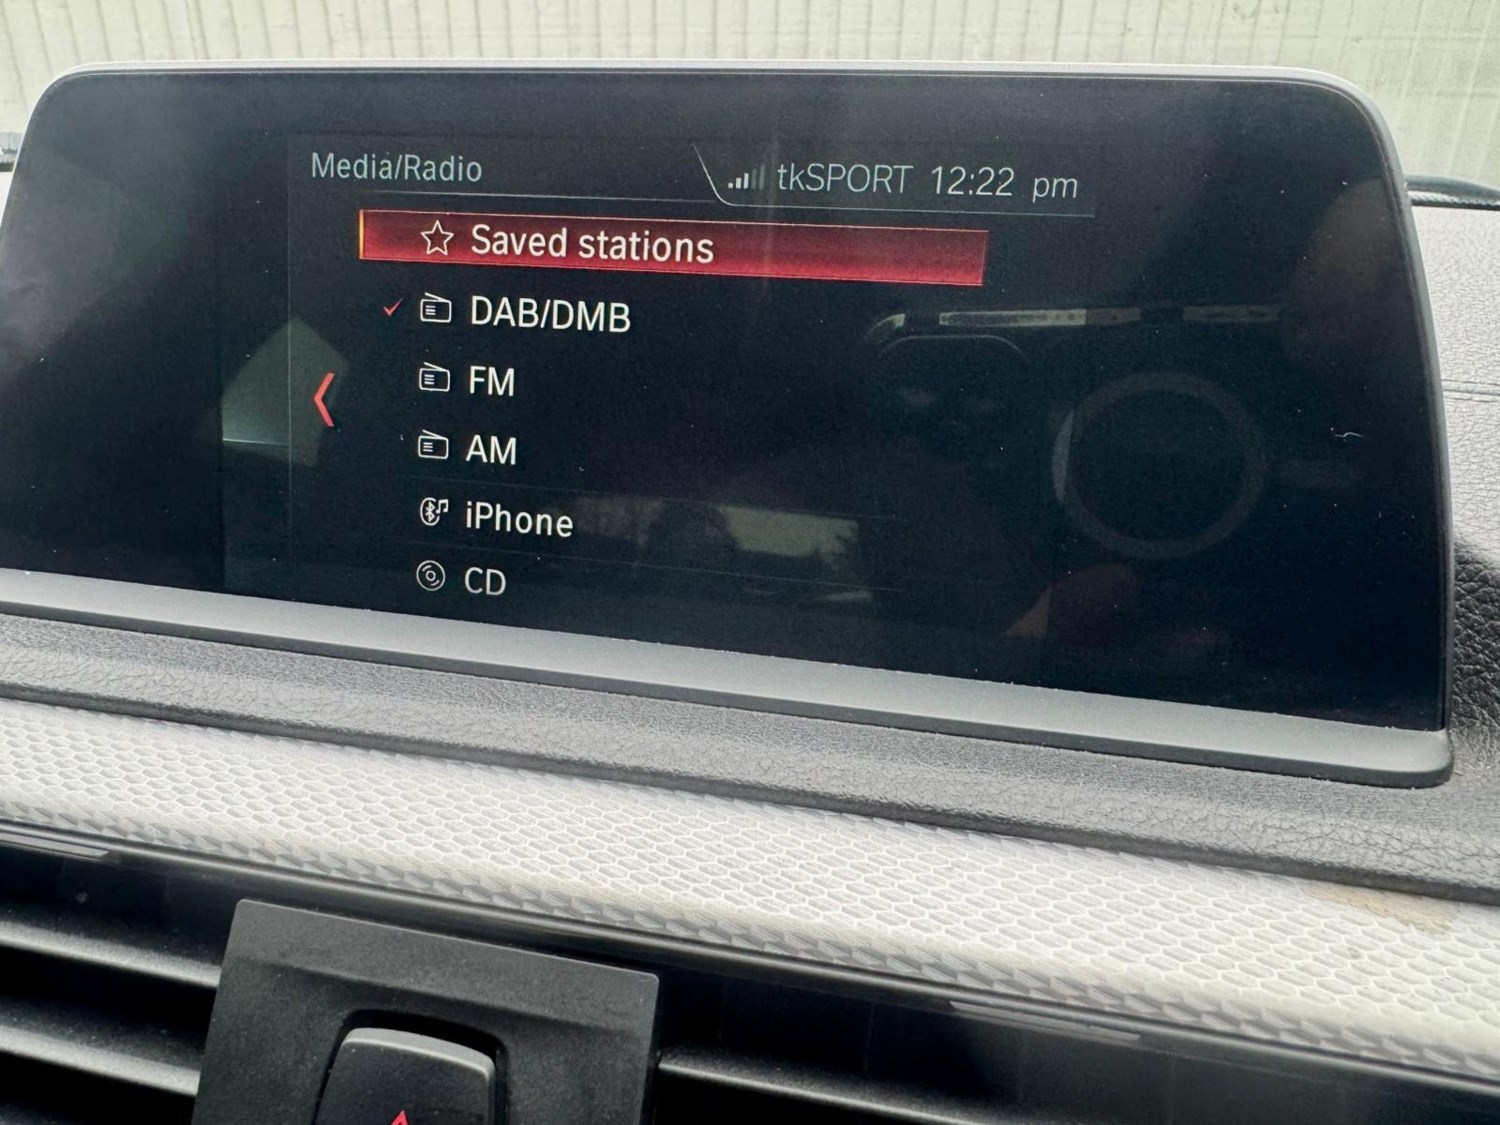 Media/Radio
tkSPORT 12:22 pm
Saved stations
DAB/DMB
FM
AM
iPhone
CD